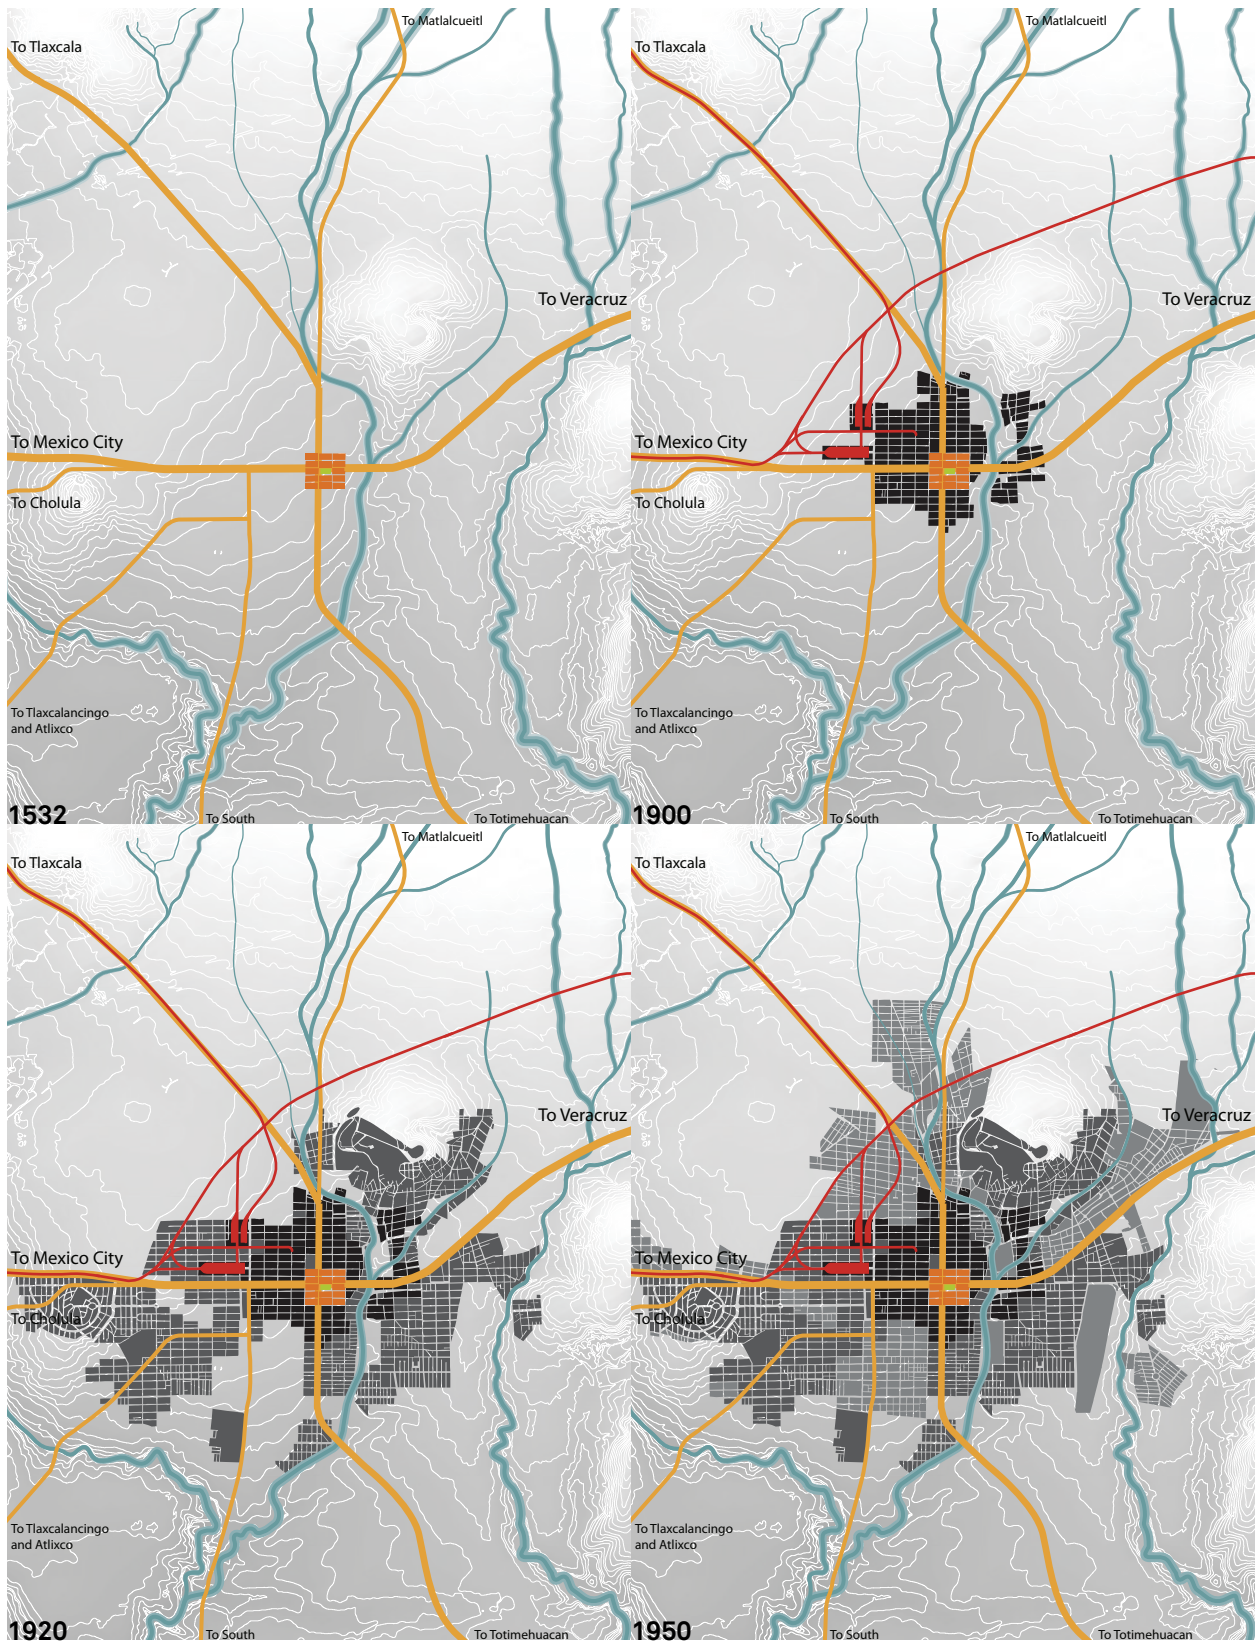 To Matlalcueitl
To Tlaxcala
To Veracruz
To Mexico City
To Cholula
To Tlaxcalancingo
and Atlixco
1532
To South
To Totimehuacan
To Matlalcueitl
To Tlaxcala
To Veracruz
To Mexico City
To Cholula
To Tlaxcalancingo
and Atlixco
1900
To South
To Totimehuacan
To Matlalcueitl
To Tlaxcala
To Veracruz
To Mexico City
To Cholula
To Tlaxcalancingo
and Atlixco
1920
To South
To Totimehuacan
To Matlalcueitl
To Tlaxcala
To Veracruz
To Mexico City
To Cholula
To Tlaxcalancingo
and Atlixco
1950
To South
To Totimehuacan